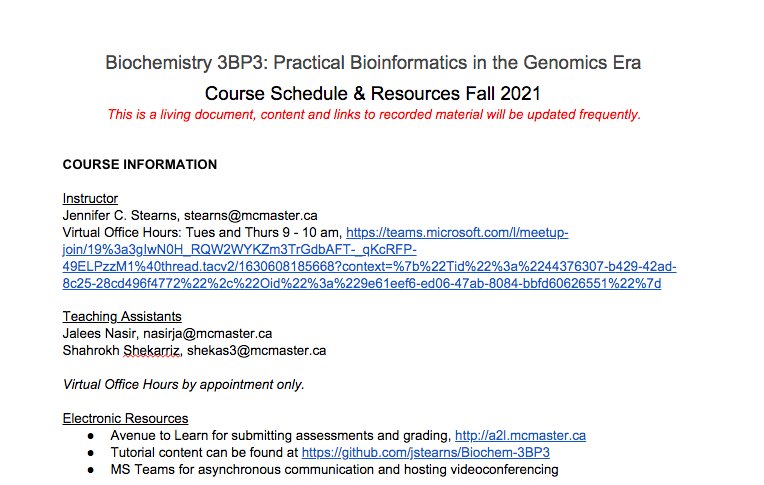 Biochemistry 3BP3: Practical Bioinformatics in the Genomics Era
Course Schedule & Resources Fall 2021
This is a living document, content and links to recorded material will be updated frequently.
COURSE INFORMATION
Instructor
Jennifer C. Stearns, stearns@mcmaster.ca
Virtual Office Hours: Tues and Thurs 9 - 10 am, https://teams.microsoft.com/l/meetup-
join/19%3a3gIwN0H_RQW2WYKZm3TrGdbAFT-_qKcRFP-
49ELPzzM1%40thread.tacv2/1630608185668?context=%7b%22Tid%22%3a%2244376307-b429-42ad-
8c25-28cd496f4772%22%2c%22Oid%22%3a%229e61eef6-ed06-47ab-8084-bbfd60626551%22%7d
Teaching Assistants
Jalees Nasir, nasirja@mcmaster.ca
Shahrokh Shekarriz, shekas3@mcmaster.ca
Virtual Office Hours by appointment only.
Electronic Resources
● Avenue to Learn for submitting assessments and grading, http://a2l.mcmaster.ca
● Tutorial content can be found at https://github.com/jstearns/Biochem-3BP3
● MS Teams for asynchronous communication and hosting videoconferencing